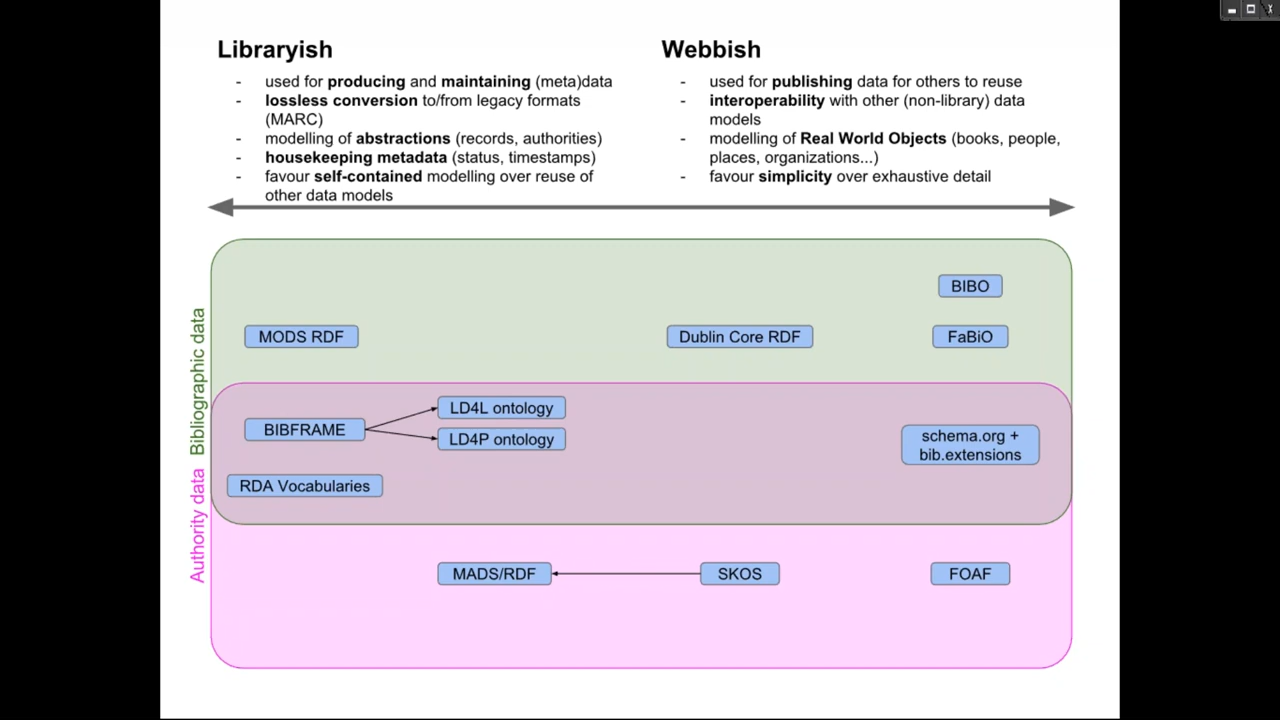 Libraryish
- used for producing and maintaining (meta)data
- lossless conversion to/from legacy formats
(MARC)
- modelling of abstractions (records, authorities)
- housekeeping metadata (status, timestamps)
- favour self-contained modelling over reuse of
other data models
Webbish
- used for publishing data for others to reuse
- interoperability with other (non-library) data
models
- modelling of Real World Objects (books, people,
places, organizations...)
- favour simplicity over exhaustive detail
Bibliographic data
BIBO
MODS RDF
Dublin Core RDF
FaBiO
Authority data
BIBFRAME
LD4L ontology
LD4P ontology
schema.org +
bib.extensions
RDA Vocabularies
MADS/RDF
SKOS
FOAF